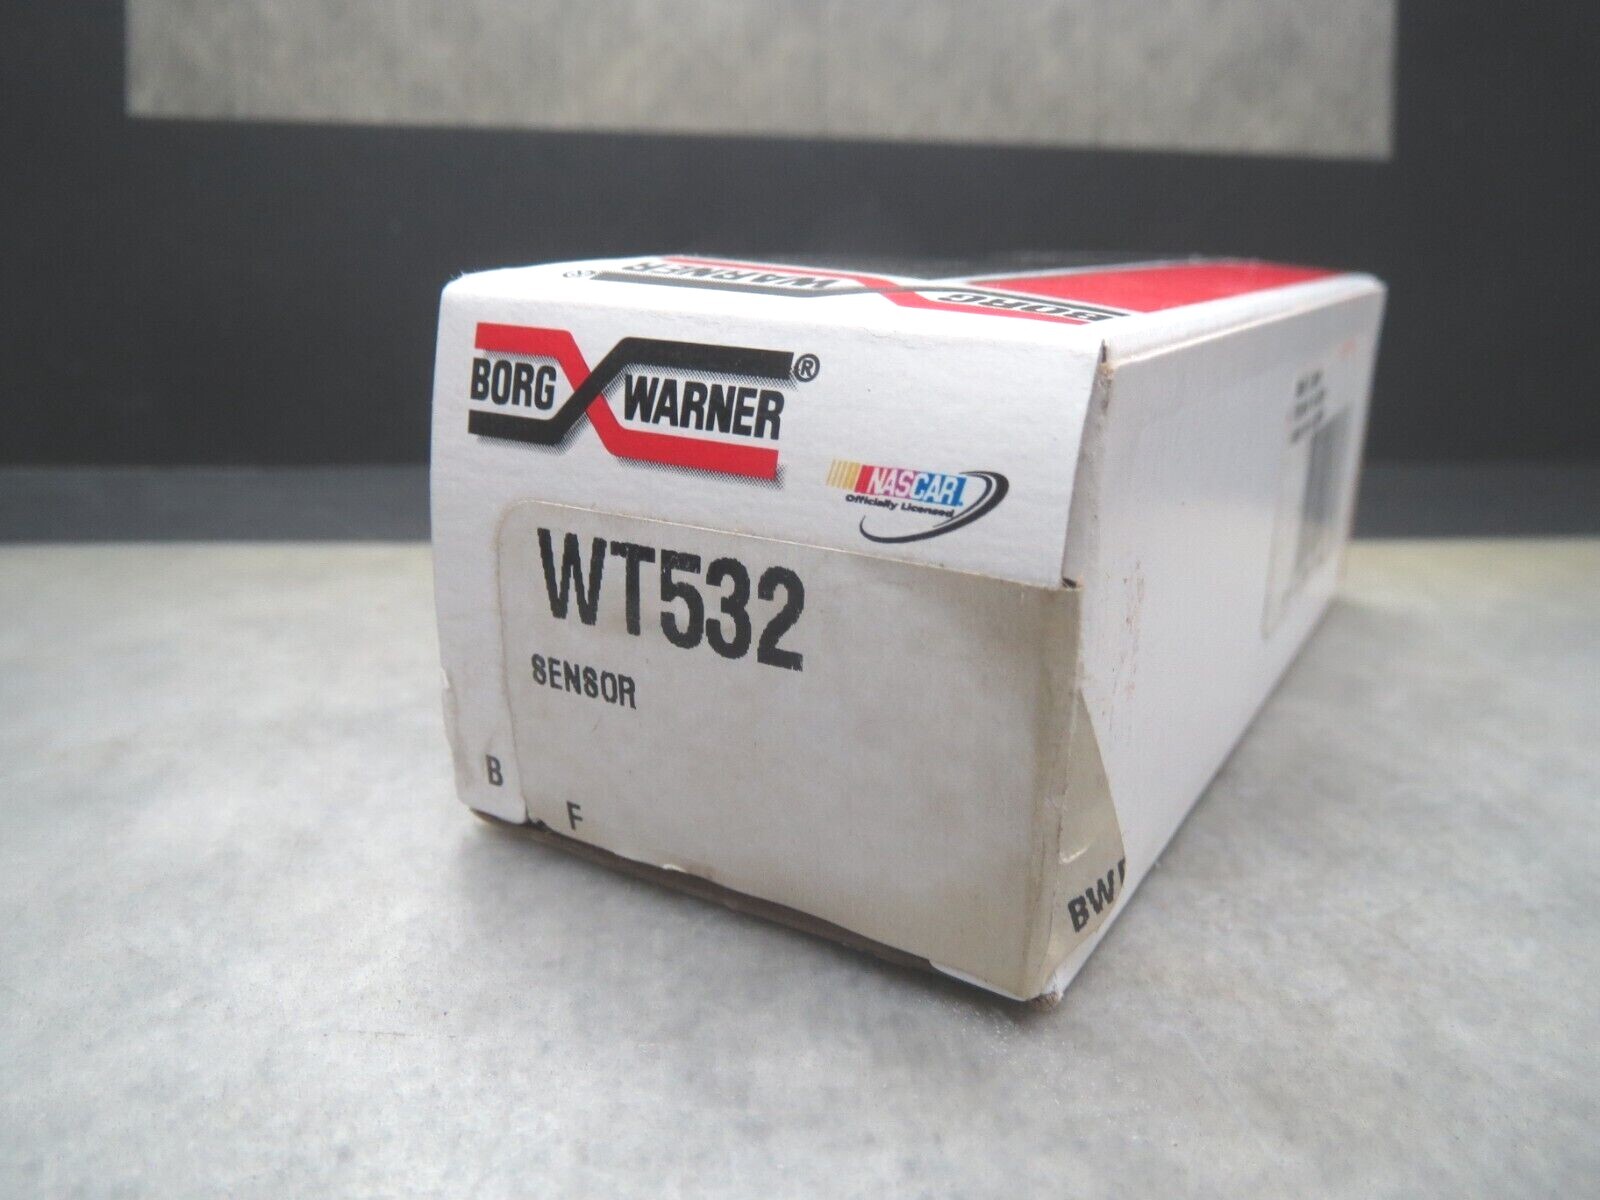 BORG WARNER®
BORG WARNER®
NASCAR
Officially Licensed
WT532
SENSOR
B
F